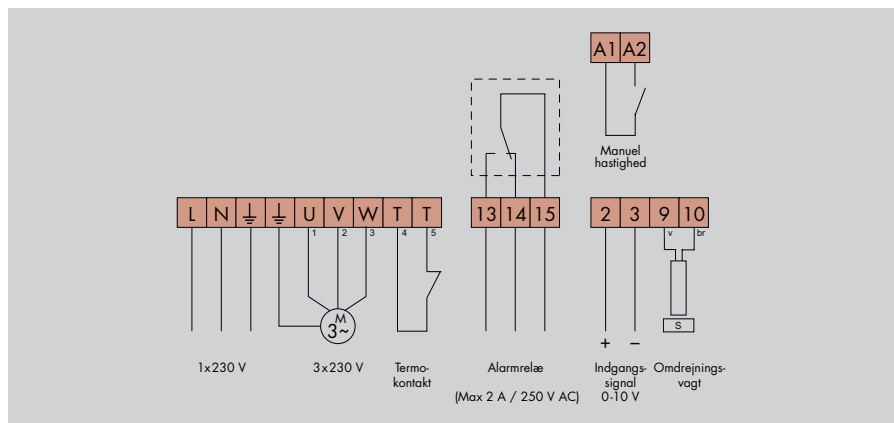 A1 A2
Manuel
hastighed
L N U V W T T
1 2 3 4 5
13 14 15
2 3 9 10
v br
M
3~
S
+ –
1x230 V
3x230 V
Termo-
kontakt
Alarmrelæ
(Max 2 A / 250 V AC)
Indgangs-
signal
0-10 V
Omdrejnings-
vagt